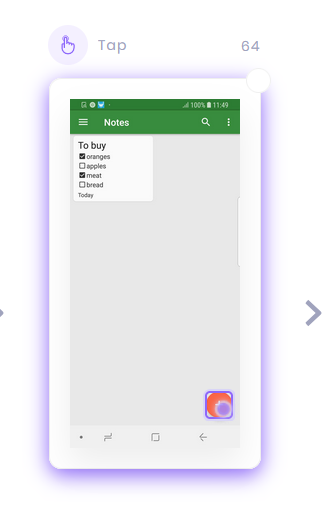 Tap
64
100% 11:49
Notes
To buy
oranges
apples
meat
bread
Today